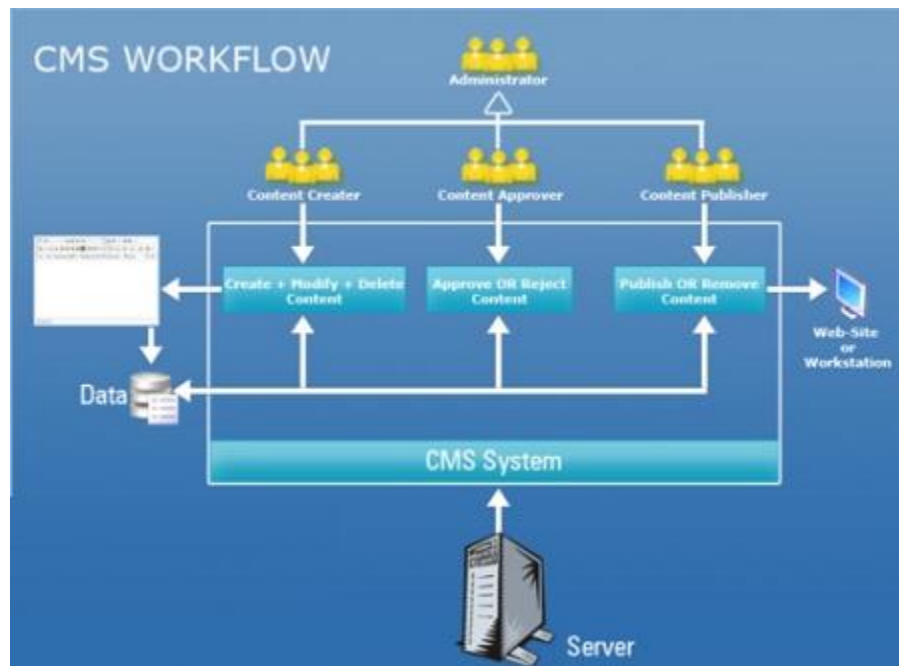 CMS WORKFLOW
Administrator
Content Creater
Content Approver
Content Publisher
Create + Modify + Delete
Content
Approve OR Reject
Content
Publish OR Remove
Content
Web-Site
or
Workstation
Data
CMS System
Server